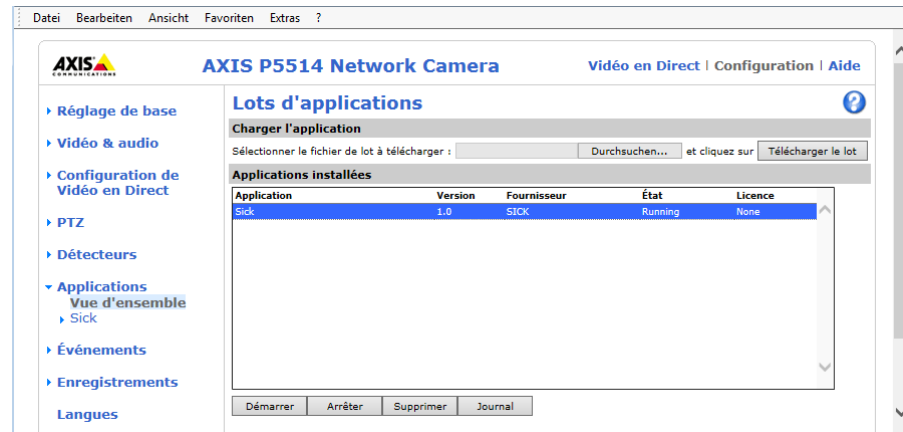 Datei Bearbeiten Ansicht Favoriten Extras ?
AXIS
COMMUNICATIONS
AXIS P5514 Network Camera
Vidéo en Direct | Configuration | Aide
Réglage de base
Vidéo & audio
Configuration de
Vidéo en Direct
PTZ
Détecteurs
Applications
Vue d'ensemble
Sick
Événements
Enregistrements
Langues
Lots d'applications
?
Charger l'application
Sélectionner le fichier de lot à télécharger : Durchsuchen... et cliquez sur Télécharger le lot
Applications installées
Application Version Fournisseur État Licence
Sick 1.0 SICK Running None
Démarrer Arrêter Supprimer Journal